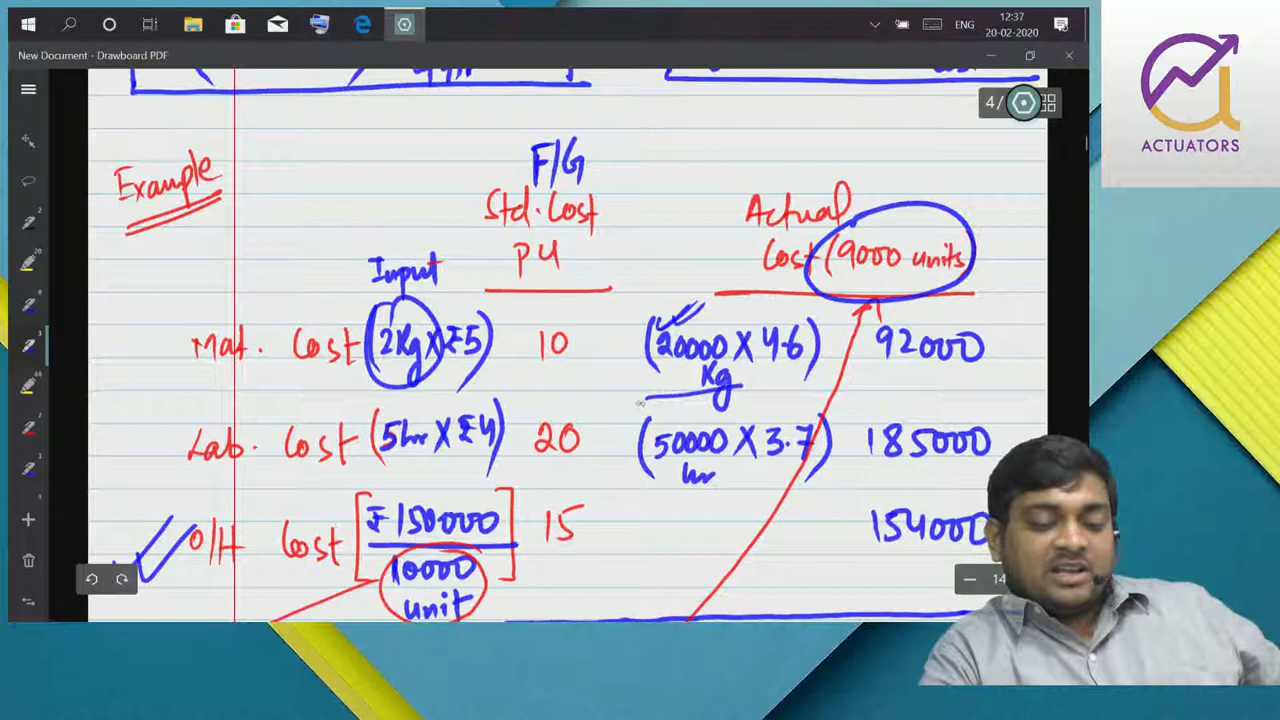 12:37
ENG
20-02-2020
New Document - Drawboard PDF
4/
ACTUATORS
Example
F/G
Std. Cost
PU
Actual
Cost (9000 units
Input
Mat. Cost (2Kg X ₹5) 10 (20000 X 4.6) 92000
Kg
Lab. Cost (5hr X ₹4) 20 (50000 X 3.7) 185000
hr
O/H Cost [₹150000 15 154000
10000
unit]
14